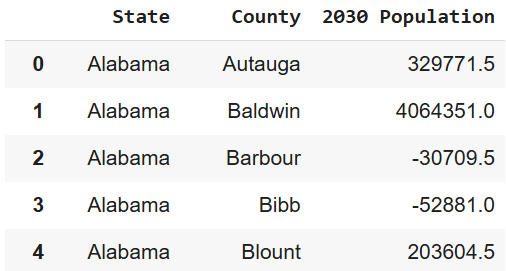 State County 2030 Population
0 Alabama Autauga 329771.5
1 Alabama Baldwin 4064351.0
2 Alabama Barbour -30709.5
3 Alabama Bibb -52881.0
4 Alabama Blount 203604.5